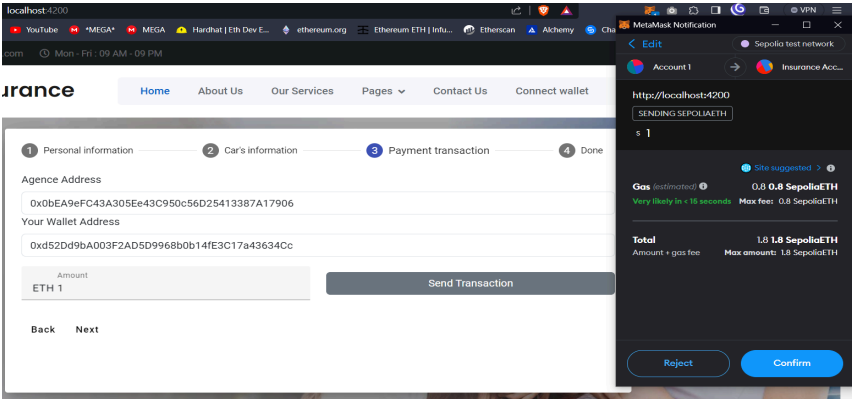 localhost:4200
VPN
YouTube *MEGA* MEGA Hardhat | Eth Dev E... ethereum.org Ethereum ETH | Infu... Etherscan Alchemy Cha
.com Mon - Fri : 09 AM - 09 PM
urance Home About Us Our Services Pages Contact Us Connect wallet
1 Personal information 2 Car's information 3 Payment transaction 4 Done
Agence Address
0x0bEA9eFC43A305Ee43C950c56D25413387A17906
Your Wallet Address
0xd52Dd9bA003F2AD5D9968b0b14fE3C17a43634Cc
Amount
ETH 1
Send Transaction
Back Next
MetaMask Notification
Edit Sepolia test network
Account 1 Insurance Acc...
http://localhost:4200
SENDING SEPOLIAETH
s 1
Site suggested >
Gas (estimated) 0.8 0.8 SepoliaETH
Very likely in < 15 seconds Max fee: 0.8 SepoliaETH
Total 1.8 1.8 SepoliaETH
Amount + gas fee Max amount: 1.8 SepoliaETH
Reject Confirm